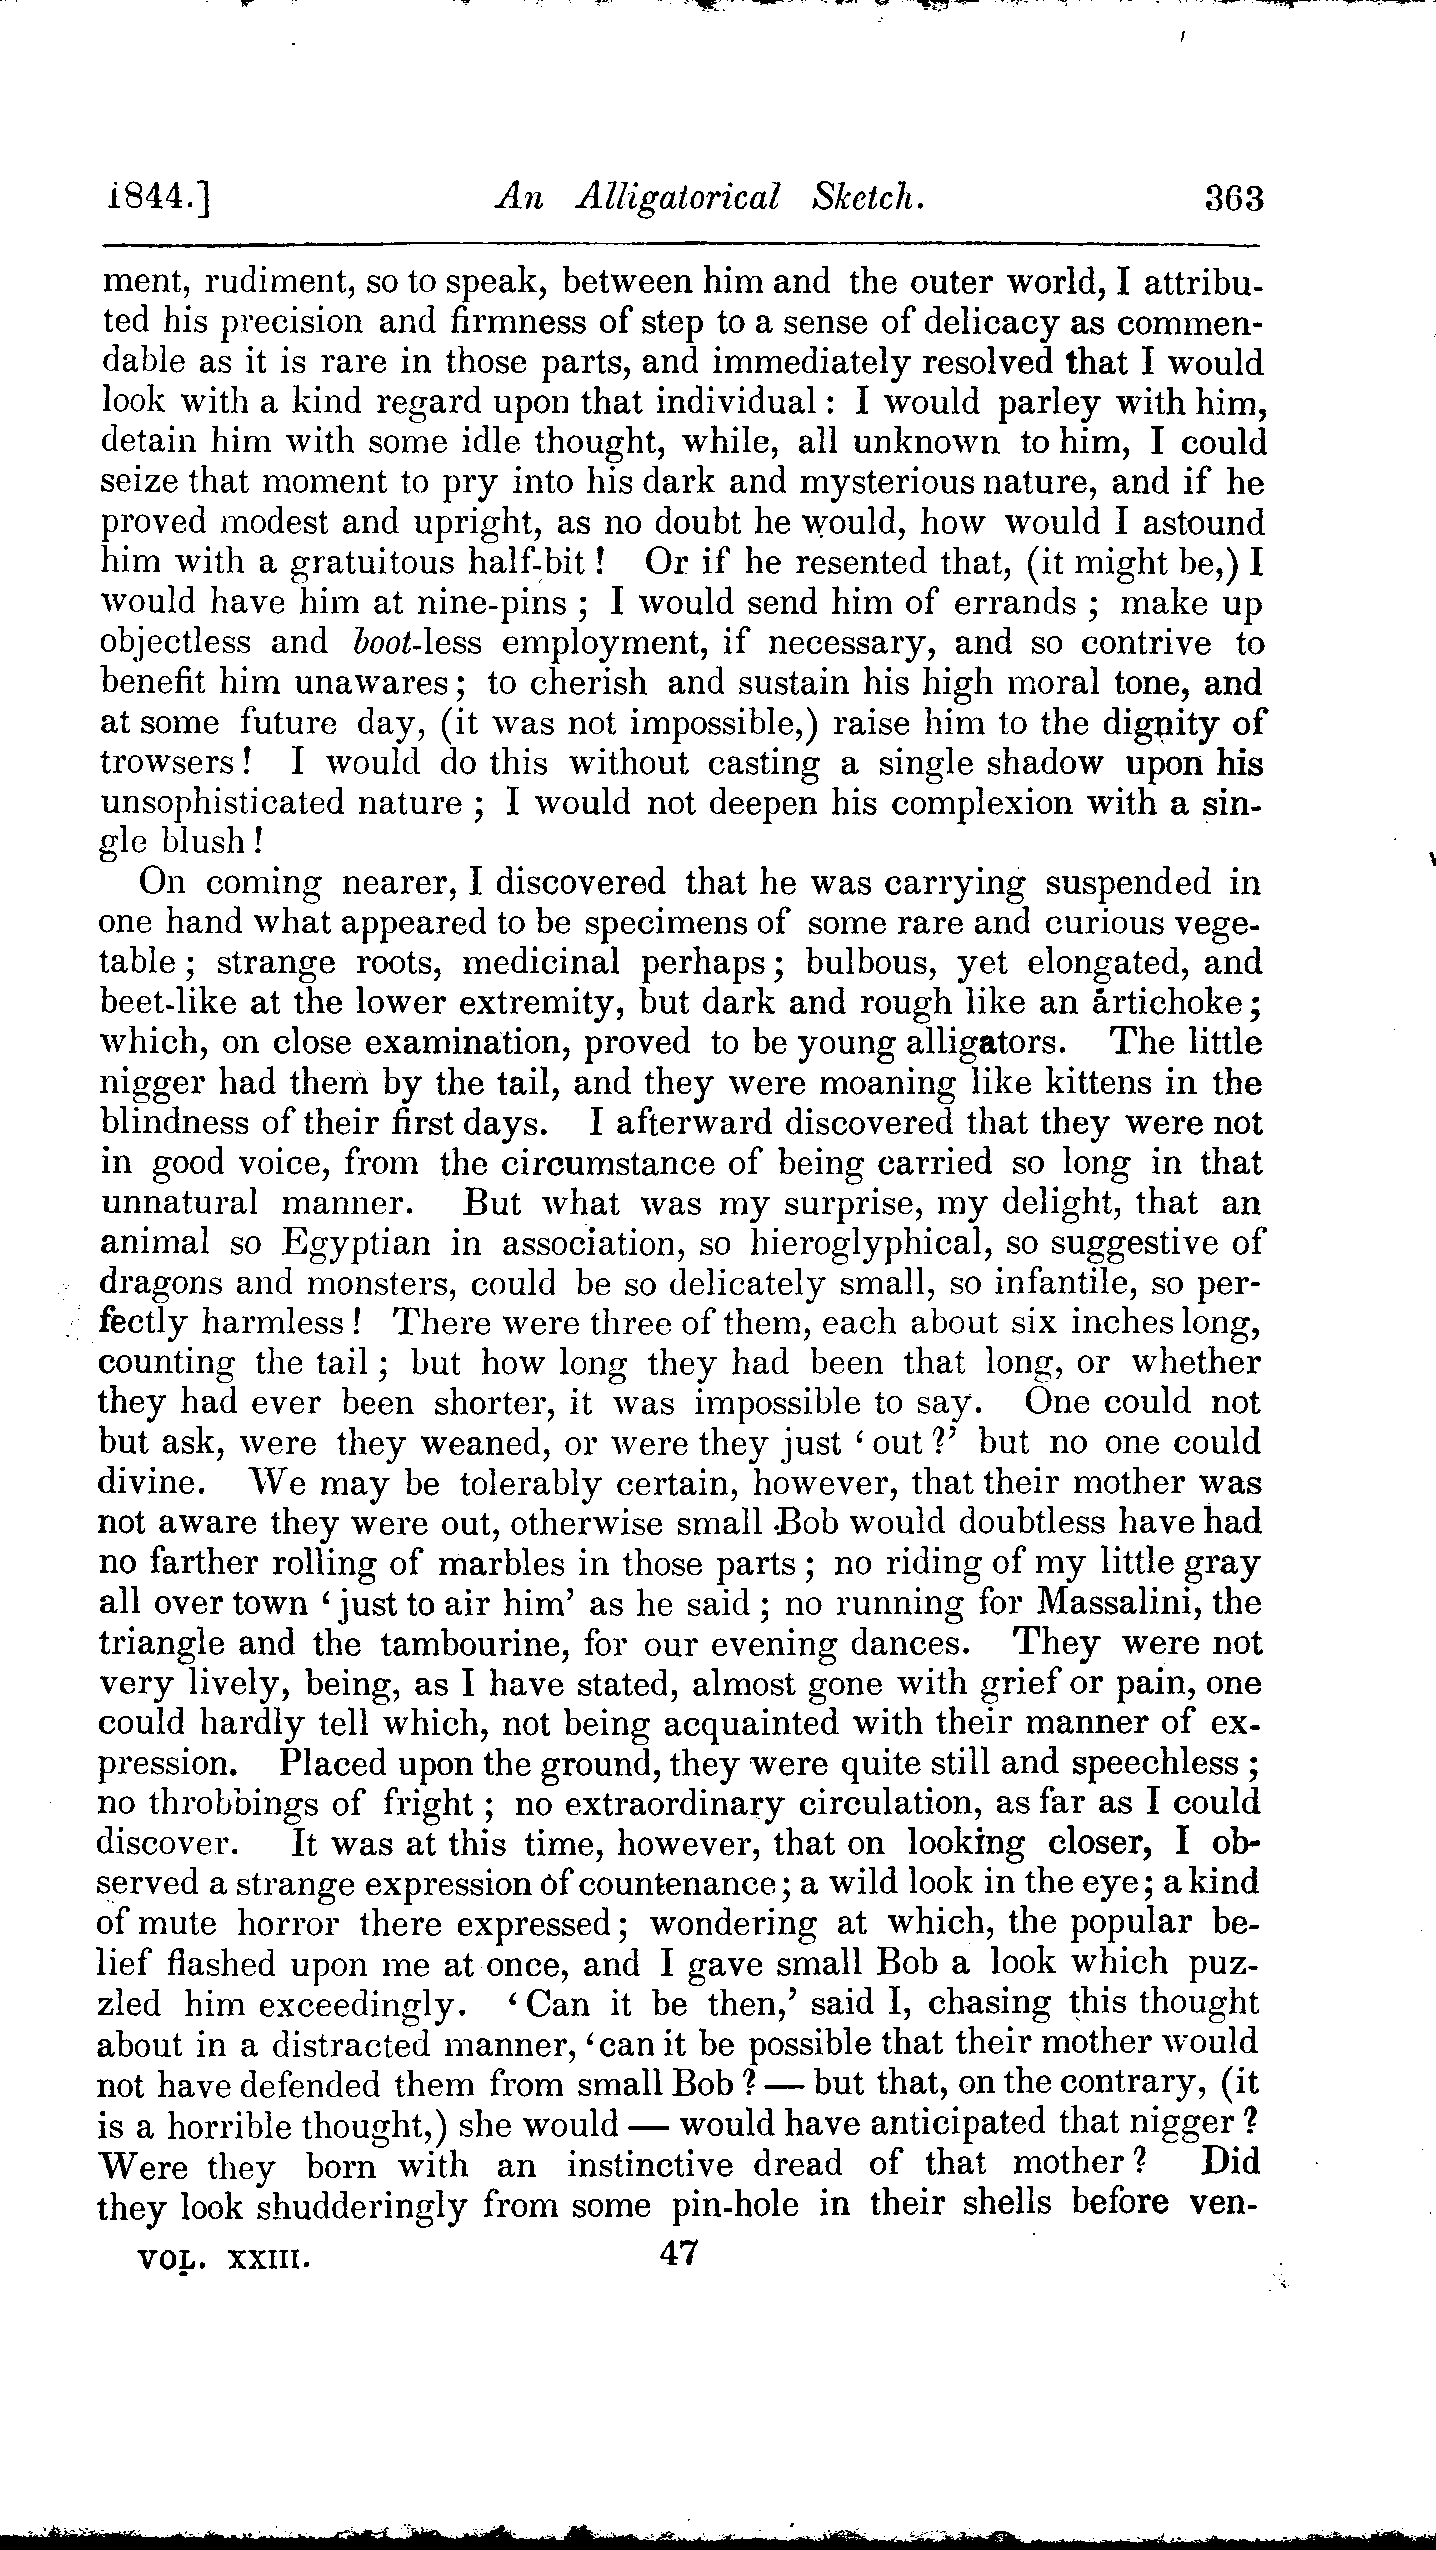 1844.] An Alligatorical Sketch. 363
ment, rudiment, so to speak, between him and the outer world, I attribu-
ted his precision and firmness of step to a sense of delicacy as commen-
dable as it is rare in those parts, and immediately resolved that I would
look with a kind regard upon that individual : I would parley with him,
detain him with some idle thought, while, all unknown to him, I could
seize that moment to pry into his dark and mysterious nature, and if he
proved modest and upright, as no doubt he would, how would I astound
him with a gratuitous half-bit ! Or if he resented that, (it might be,) I
would have him at nine-pins ; I would send him of errands ; make up
objectless and boot-less employment, if necessary, and so contrive to
benefit him unawares ; to cherish and sustain his high moral tone, and
at some future day, (it was not impossible,) raise him to the dignity of
trowsers ! I would do this without casting a single shadow upon his
unsophisticated nature ; I would not deepen his complexion with a sin-
gle blush !
On coming nearer, I discovered that he was carrying suspended in
one hand what appeared to be specimens of some rare and curious vege-
table ; strange roots, medicinal perhaps ; bulbous, yet elongated, and
beet-like at the lower extremity, but dark and rough like an artichoke ;
which, on close examination, proved to be young alligators. The little
nigger had them by the tail, and they were moaning like kittens in the
blindness of their first days. I afterward discovered that they were not
in good voice, from the circumstance of being carried so long in that
unnatural manner. But what was my surprise, my delight, that an
animal so Egyptian in association, so hieroglyphical, so suggestive of
dragons and monsters, could be so delicately small, so infantile, so per-
fectly harmless ! There were three of them, each about six inches long,
counting the tail ; but how long they had been that long, or whether
they had ever been shorter, it was impossible to say. One could not
but ask, were they weaned, or were they just ‘ out ?’ but no one could
divine. We may be tolerably certain, however, that their mother was
not aware they were out, otherwise small Bob would doubtless have had
no farther rolling of marbles in those parts ; no riding of my little gray
all over town ‘ just to air him’ as he said ; no running for Massalini, the
triangle and the tambourine, for our evening dances. They were not
very lively, being, as I have stated, almost gone with grief or pain, one
could hardly tell which, not being acquainted with their manner of ex-
pression. Placed upon the ground, they were quite still and speechless ;
no throbbings of fright ; no extraordinary circulation, as far as I could
discover. It was at this time, however, that on looking closer, I ob-
served a strange expression of countenance ; a wild look in the eye ; a kind
of mute horror there expressed ; wondering at which, the popular be-
lief flashed upon me at once, and I gave small Bob a look which puz-
zled him exceedingly. ‘ Can it be then,’ said I, chasing this thought
about in a distracted manner, ‘ can it be possible that their mother would
not have defended them from small Bob ? — but that, on the contrary, (it
is a horrible thought,) she would — would have anticipated that nigger ?
Were they born with an instinctive dread of that mother ? Did
they look shudderingly from some pin-hole in their shells before ven-
VOL. XXIII. 47